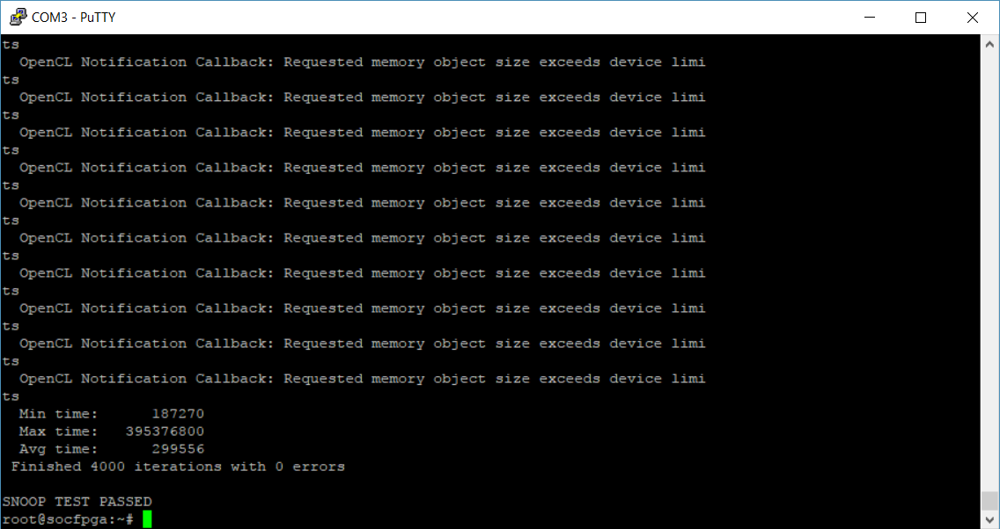 COM3 - PuTTY
ts
OpenCL Notification Callback: Requested memory object size exceeds device limi
ts
OpenCL Notification Callback: Requested memory object size exceeds device limi
ts
OpenCL Notification Callback: Requested memory object size exceeds device limi
ts
OpenCL Notification Callback: Requested memory object size exceeds device limi
ts
OpenCL Notification Callback: Requested memory object size exceeds device limi
ts
OpenCL Notification Callback: Requested memory object size exceeds device limi
ts
OpenCL Notification Callback: Requested memory object size exceeds device limi
ts
OpenCL Notification Callback: Requested memory object size exceeds device limi
ts
OpenCL Notification Callback: Requested memory object size exceeds device limi
ts
OpenCL Notification Callback: Requested memory object size exceeds device limi
ts
Min time: 187270
Max time: 395376800
Avg time: 299556
Finished 4000 iterations with 0 errors
SNOOP TEST PASSED
root@socfpga:~#